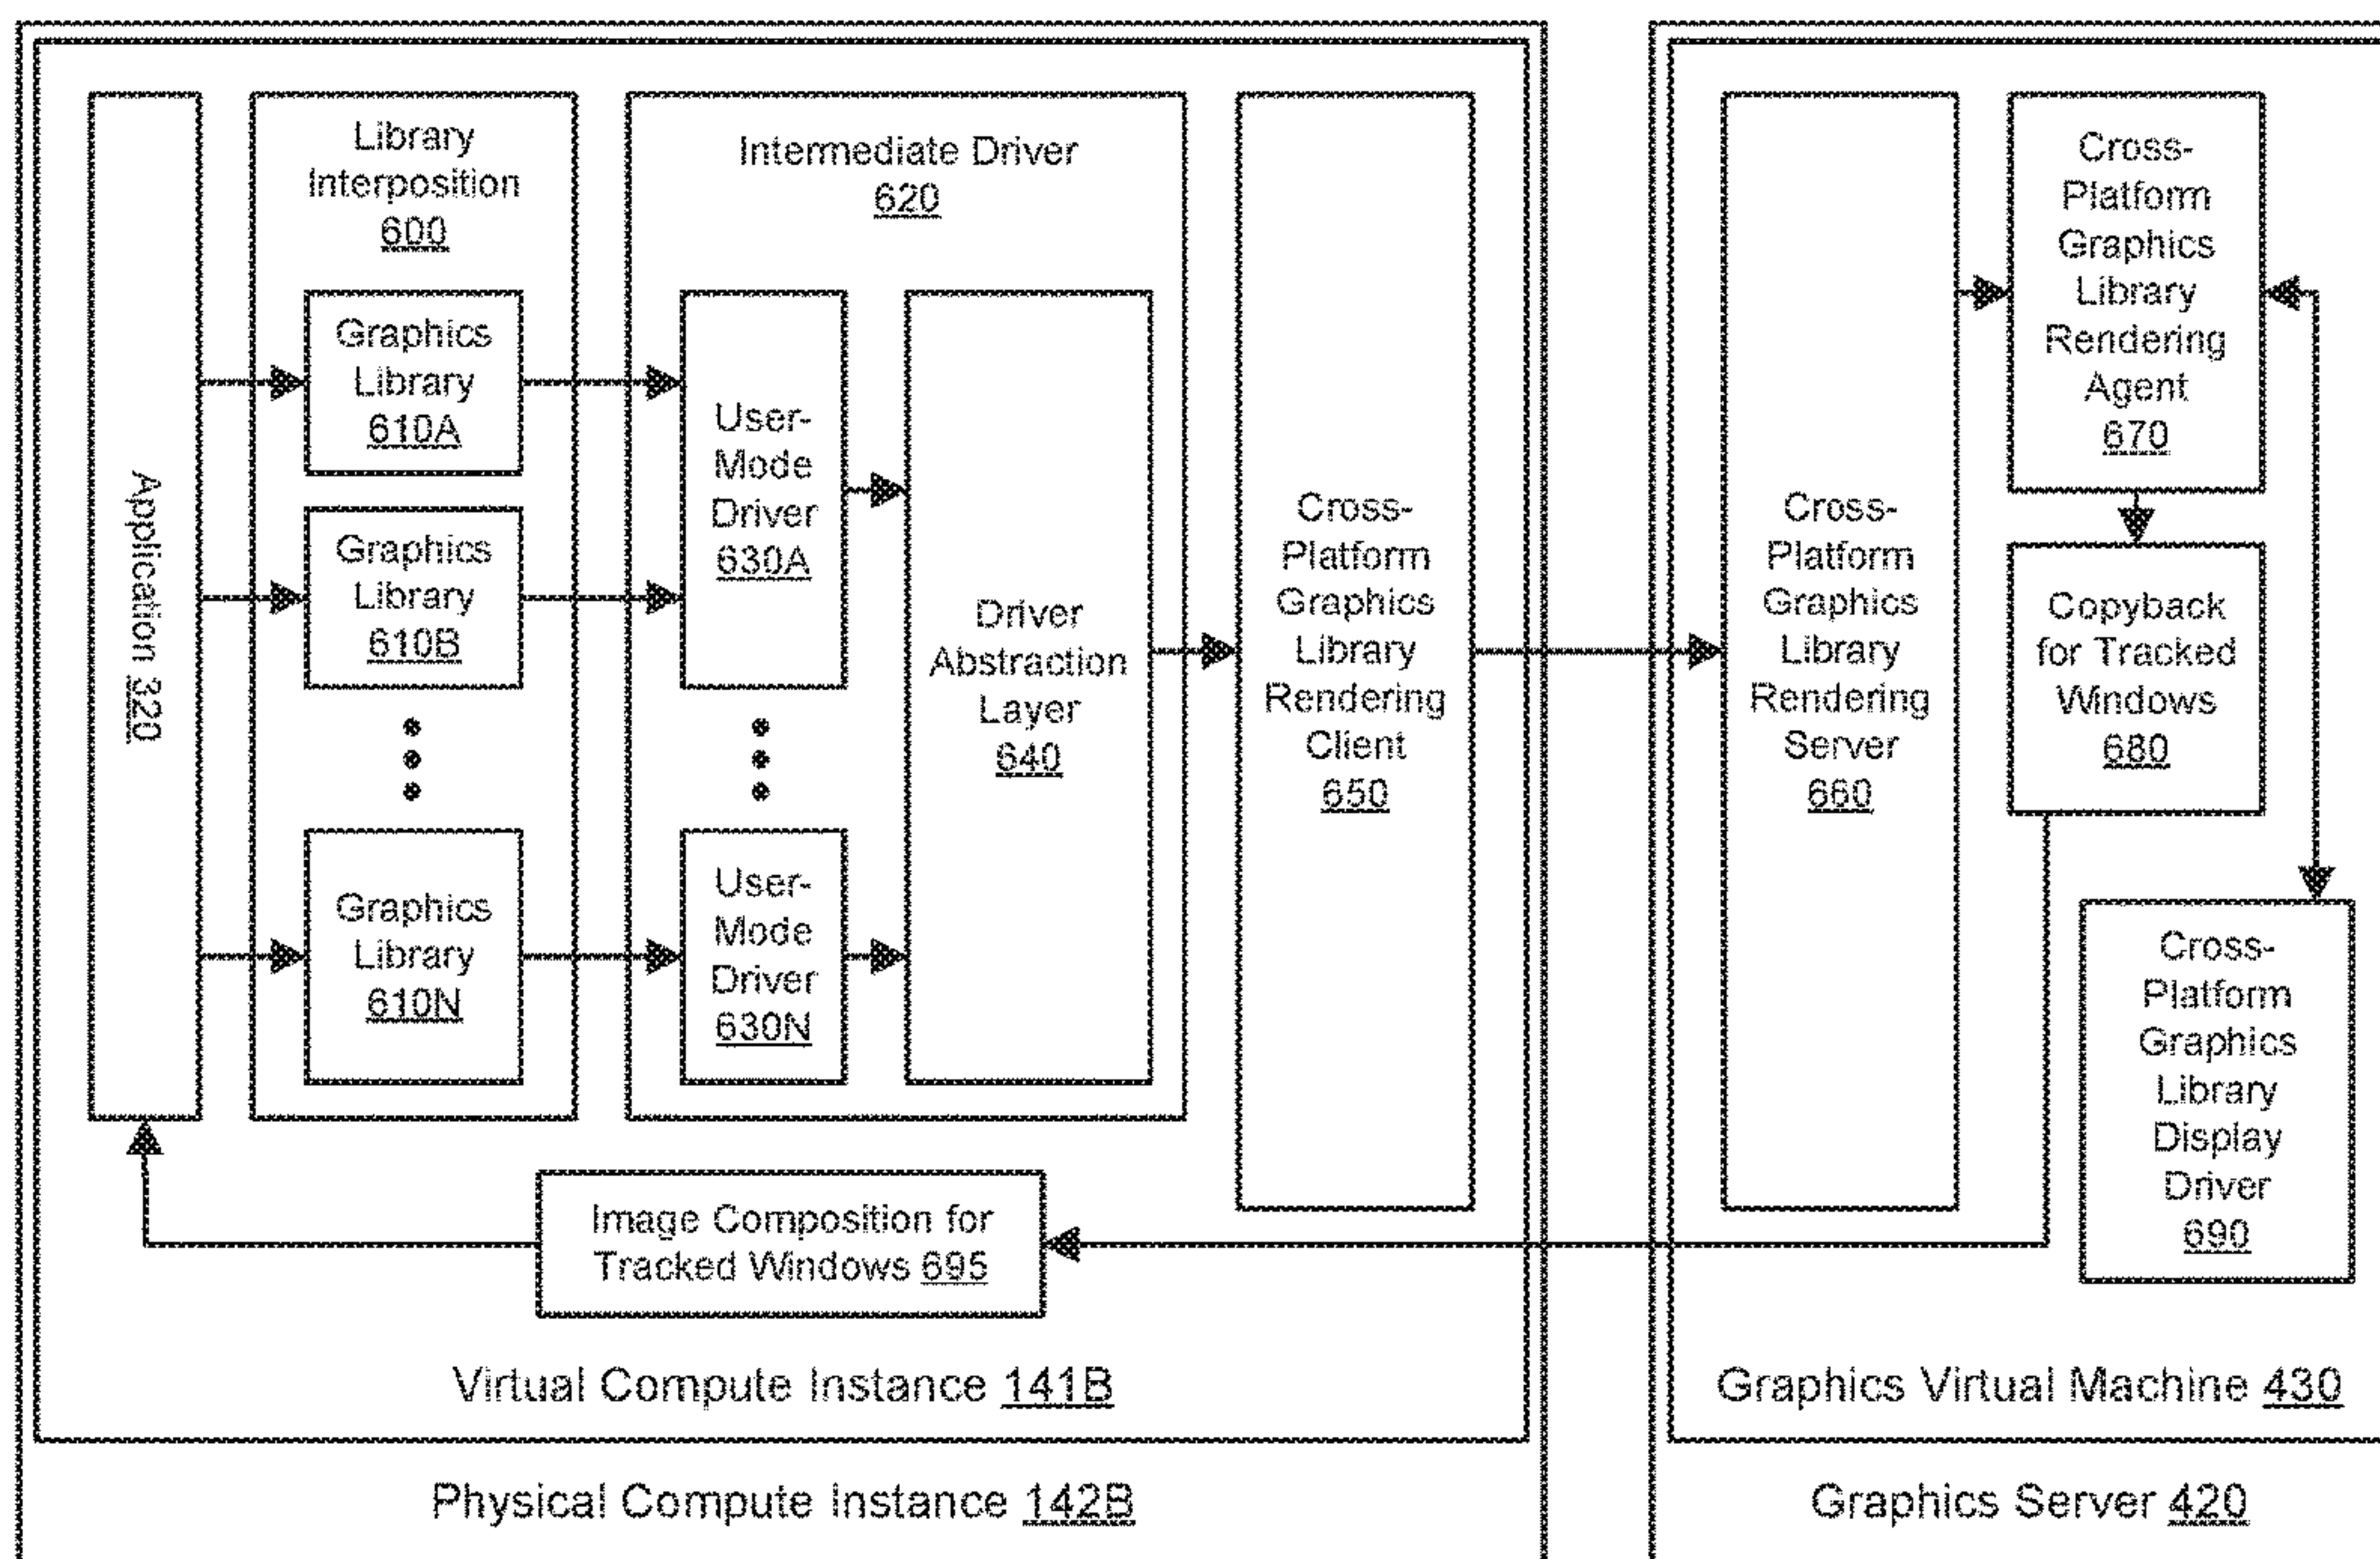 Application 320
Library
Interposition
600
Graphics
Library
610A
Graphics
Library
610B
Graphics
Library
610N
Intermediate Driver
620
User-
Mode
Driver
630A
User-
Mode
Driver
630N
Driver
Abstraction
Layer
640
Cross-
Platform
Graphics
Library
Rendering
Client
650
Image Composition for
Tracked Windows 695
Virtual Compute Instance 141B
Physical Compute Instance 142B
Cross-
Platform
Graphics
Library
Rendering
Server
660
Cross-
Platform
Graphics
Library
Rendering
Agent
670
Copyback
for Tracked
Windows
680
Cross-
Platform
Graphics
Library
Display
Driver
690
Graphics Virtual Machine 430
Graphics Server 420